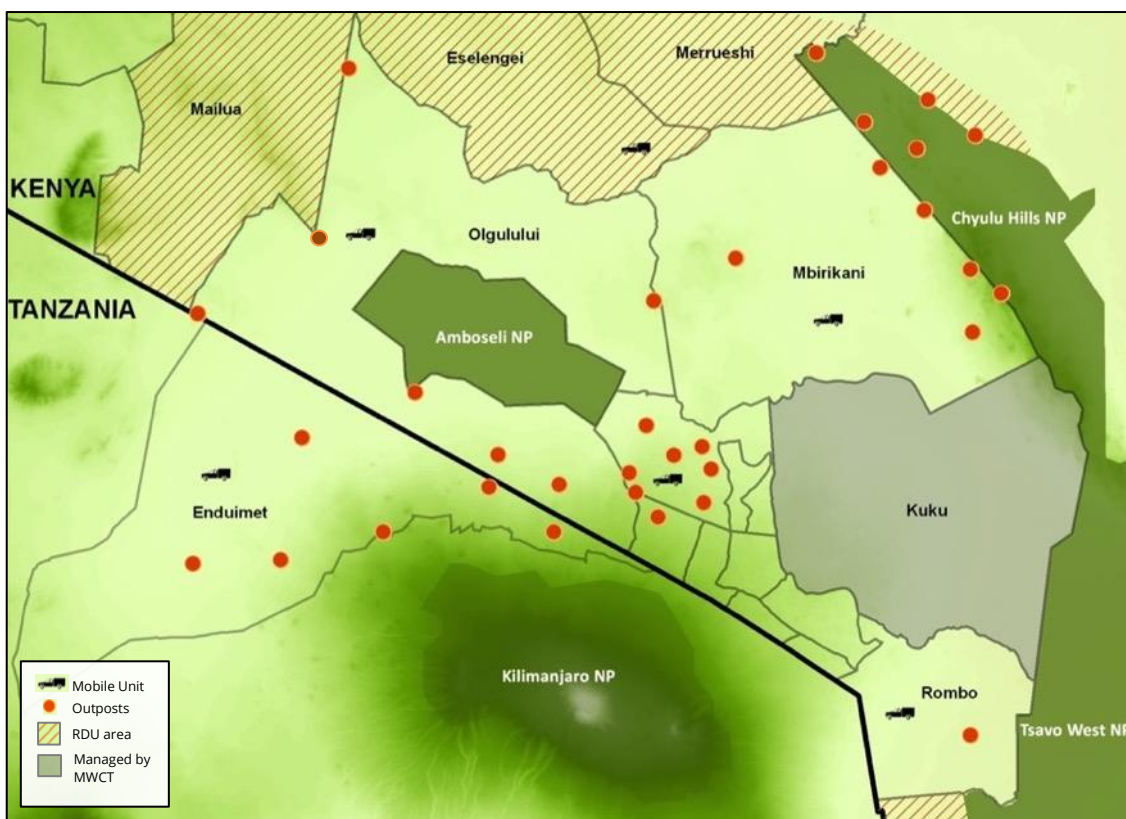 Eselengei
Merrueshi
Mailua
KENYA
Chyulu Hills NP
Olgulului
Mbirikani
TANZANIA
Amboseli NP
Enduimet
Kuku
Kilimanjaro NP
Rombo
Tsavo West NP
Mobile Unit
Outposts
RDU area
Managed by
MWCT